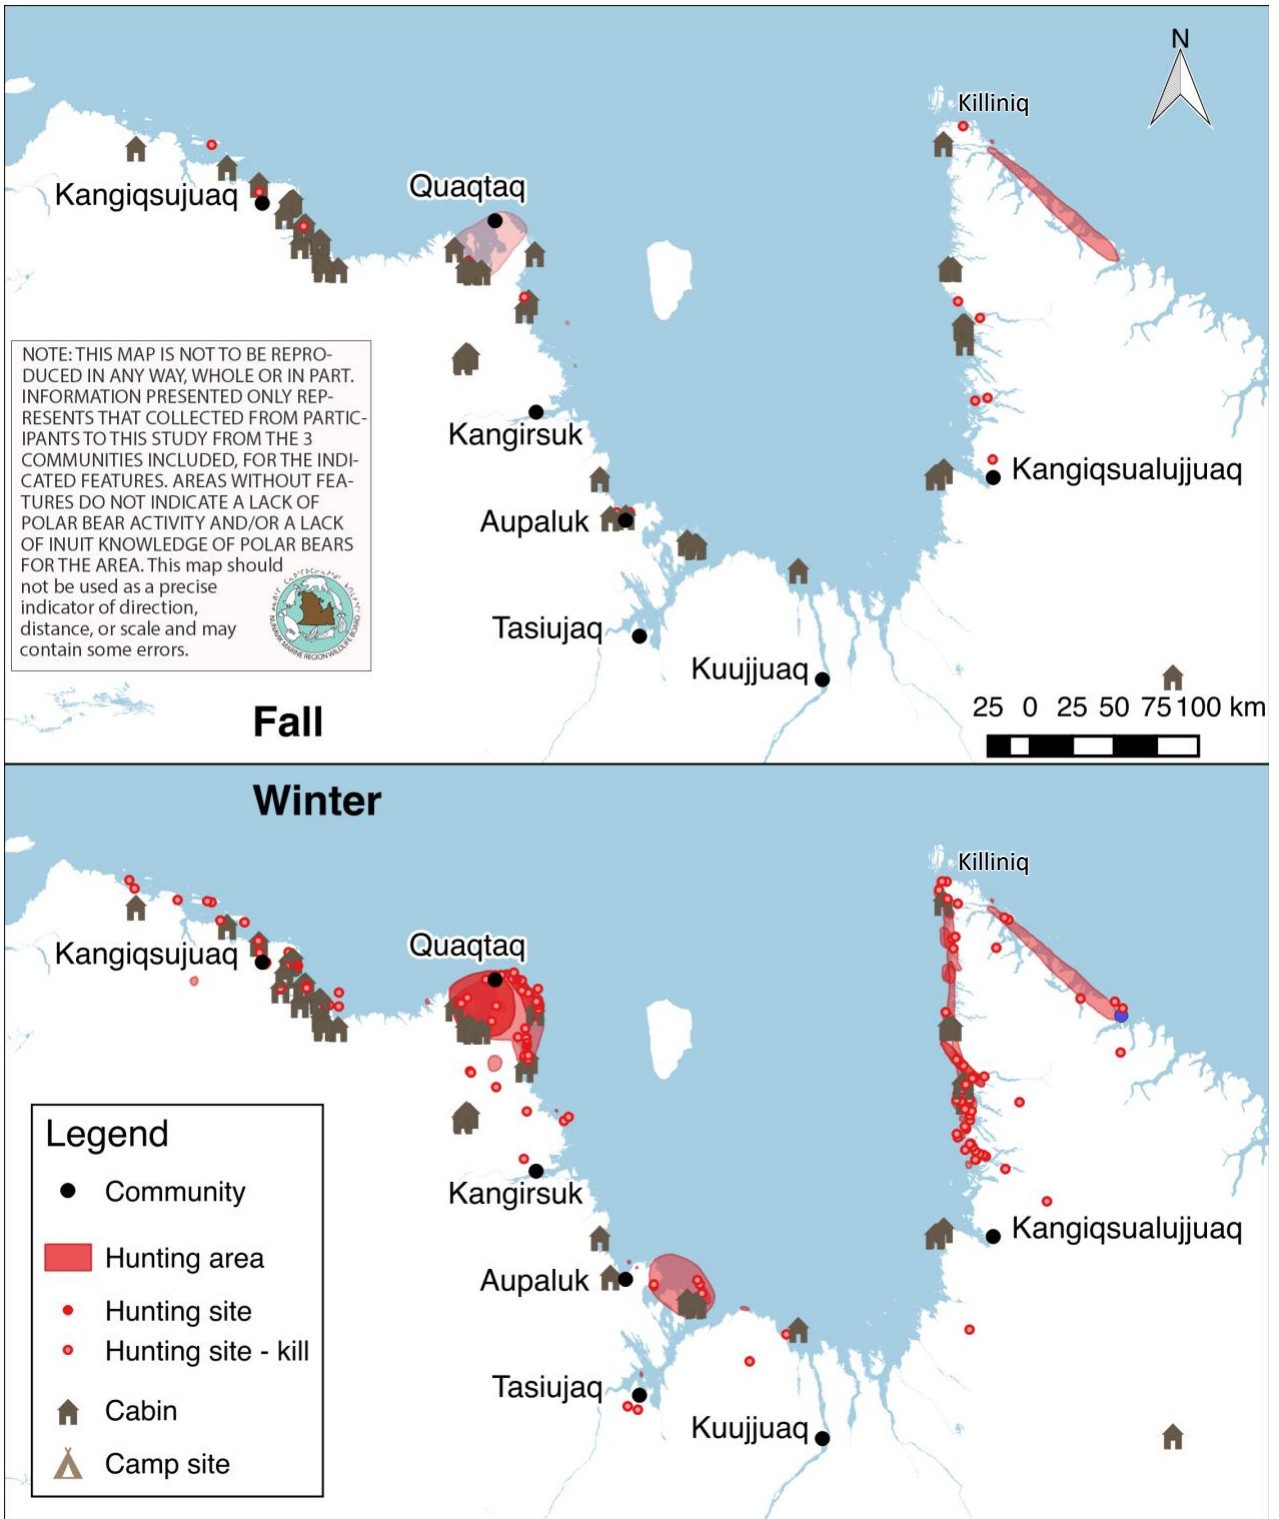 N
Killiniq
Quaqtaq
Kangiqsujuaq
NOTE: THIS MAP IS NOT TO BE REPRO-
DUCED IN ANY WAY, WHOLE OR IN PART.
INFORMATION PRESENTED ONLY REP-
RESENTS THAT COLLECTED FROM PARTIC-
IPANTS TO THIS STUDY FROM THE 3
COMMUNITIES INCLUDED, FOR THE INDI-
CATED FEATURES. AREAS WITHOUT FEA-
TURES DO NOT INDICATE A LACK OF
POLAR BEAR ACTIVITY AND/OR A LACK
OF INUIT KNOWLEDGE OF POLAR BEARS
FOR THE AREA. This map should
not be used as a precise
indicator of direction,
distance, or scale and may
contain some errors.
NUNAVIK MARINE REGION WILDLIFE BOARD
Kangirsuk
Kangiqsualujjuaq
Aupaluk
Tasiujaq
Kuujjuaq
25 0 25 50 75 100 km
Fall
Winter
Killiniq
Quaqtaq
Kangiqsujuaq
Legend
Community
Hunting area
Hunting site
Hunting site - kill
Cabin
Camp site
Kangirsuk
Kangiqsualujjuaq
Aupaluk
Tasiujaq
Kuujjuaq